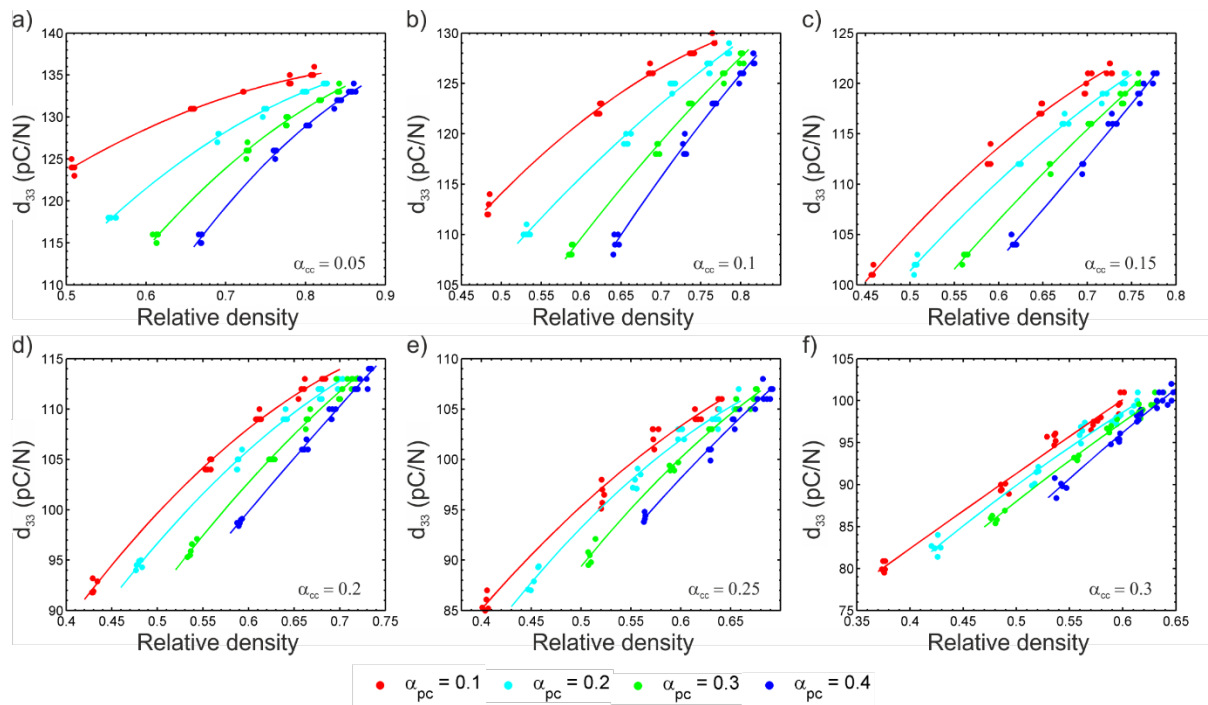 a)
140
135
130
125
120
115
110
0.5 0.6 0.7 0.8 0.9
d33 (pC/N)
Relative density
αcc = 0.05
b)
130
125
120
115
110
105
0.45 0.5 0.55 0.6 0.65 0.7 0.75 0.8 0.85
d33 (pC/N)
Relative density
αcc = 0.1
c)
125
120
115
110
105
100
0.45 0.5 0.55 0.6 0.65 0.7 0.75 0.8
d33 (pC/N)
Relative density
αcc = 0.15
d)
115
110
105
100
95
90
0.4 0.45 0.5 0.55 0.6 0.65 0.7 0.75
d33 (pC/N)
Relative density
αcc = 0.2
e)
110
105
100
95
90
85
0.4 0.45 0.5 0.55 0.6 0.65
d33 (pC/N)
Relative density
αcc = 0.25
f)
105
100
95
90
85
80
75
0.35 0.4 0.45 0.5 0.55 0.6 0.65
d33 (pC/N)
Relative density
αcc = 0.3
αpc = 0.1 αpc = 0.2 αpc = 0.3 αpc = 0.4